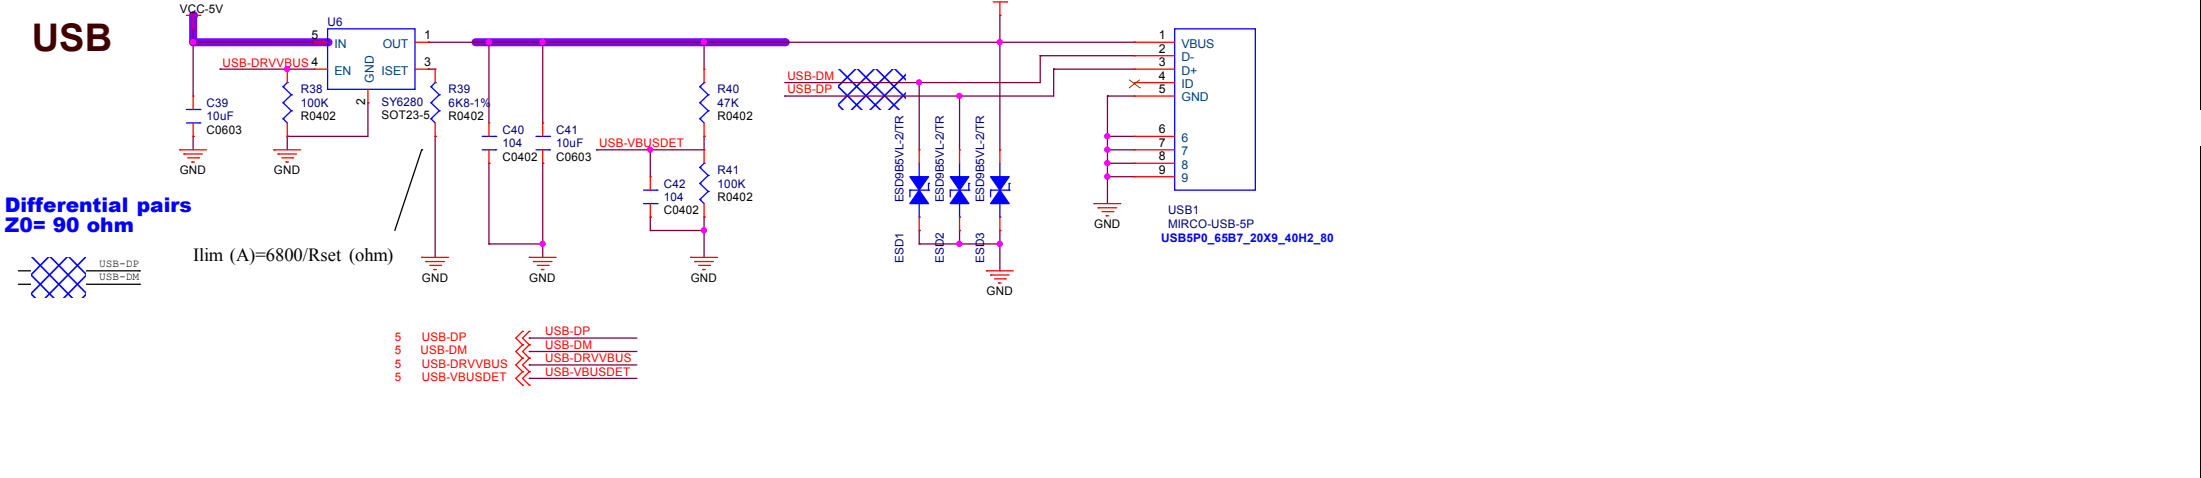 USB
VCC-5V
U6
5
IN
OUT
1
USB-DRVVBUS
4
EN
GND
ISET
3
2
SY6280
SOT23-5
C39
10uF
C0603
GND
R38
100K
R0402
GND
R39
6K8-1%
R0402
GND
C40
104
C0402
C41
10uF
C0603
GND
R40
47K
R0402
USB-VBUSDET
C42
104
C0402
R41
100K
R0402
GND
USB-DM
USB-DP
ESD9B5VL-2/TR
ESD9B5VL-2/TR
ESD9B5VL-2/TR
ESD1
ESD2
ESD3
GND
1
VBUS
2
D-
3
D+
4
ID
5
GND
6
6
7
7
8
8
9
9
GND
USB1
MIRCO-USB-5P
USB5P0_65B7_20X9_40H2_80
Differential pairs
Z0= 90 ohm
USB-DP
USB-DM
Ilim (A)=6800/Rset (ohm)
5 USB-DP USB-DP
5 USB-DM USB-DM
5 USB-DRVVBUS USB-DRVVBUS
5 USB-VBUSDET USB-VBUSDET